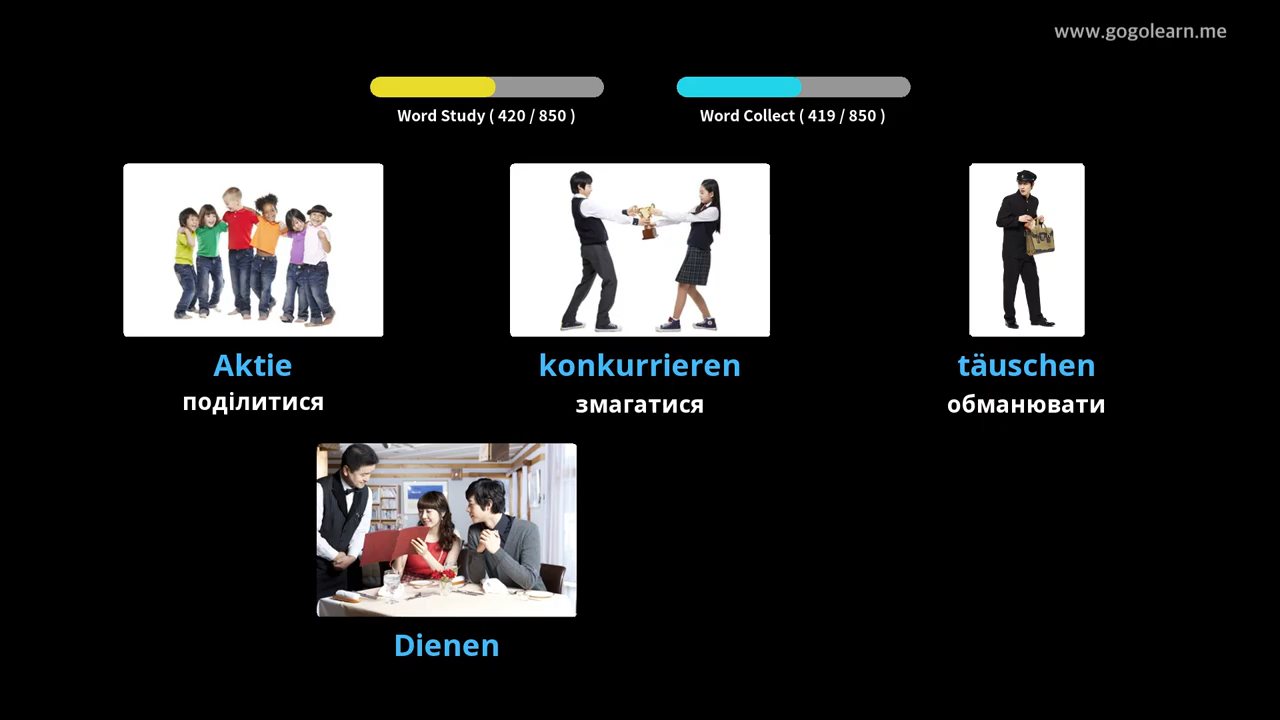 www.gogolearn.me
Word Study ( 420 / 850 )
Word Collect ( 419 / 850 )
Aktie
поділитися
konkurrieren
змагатися
täuschen
обманювати
Dienen